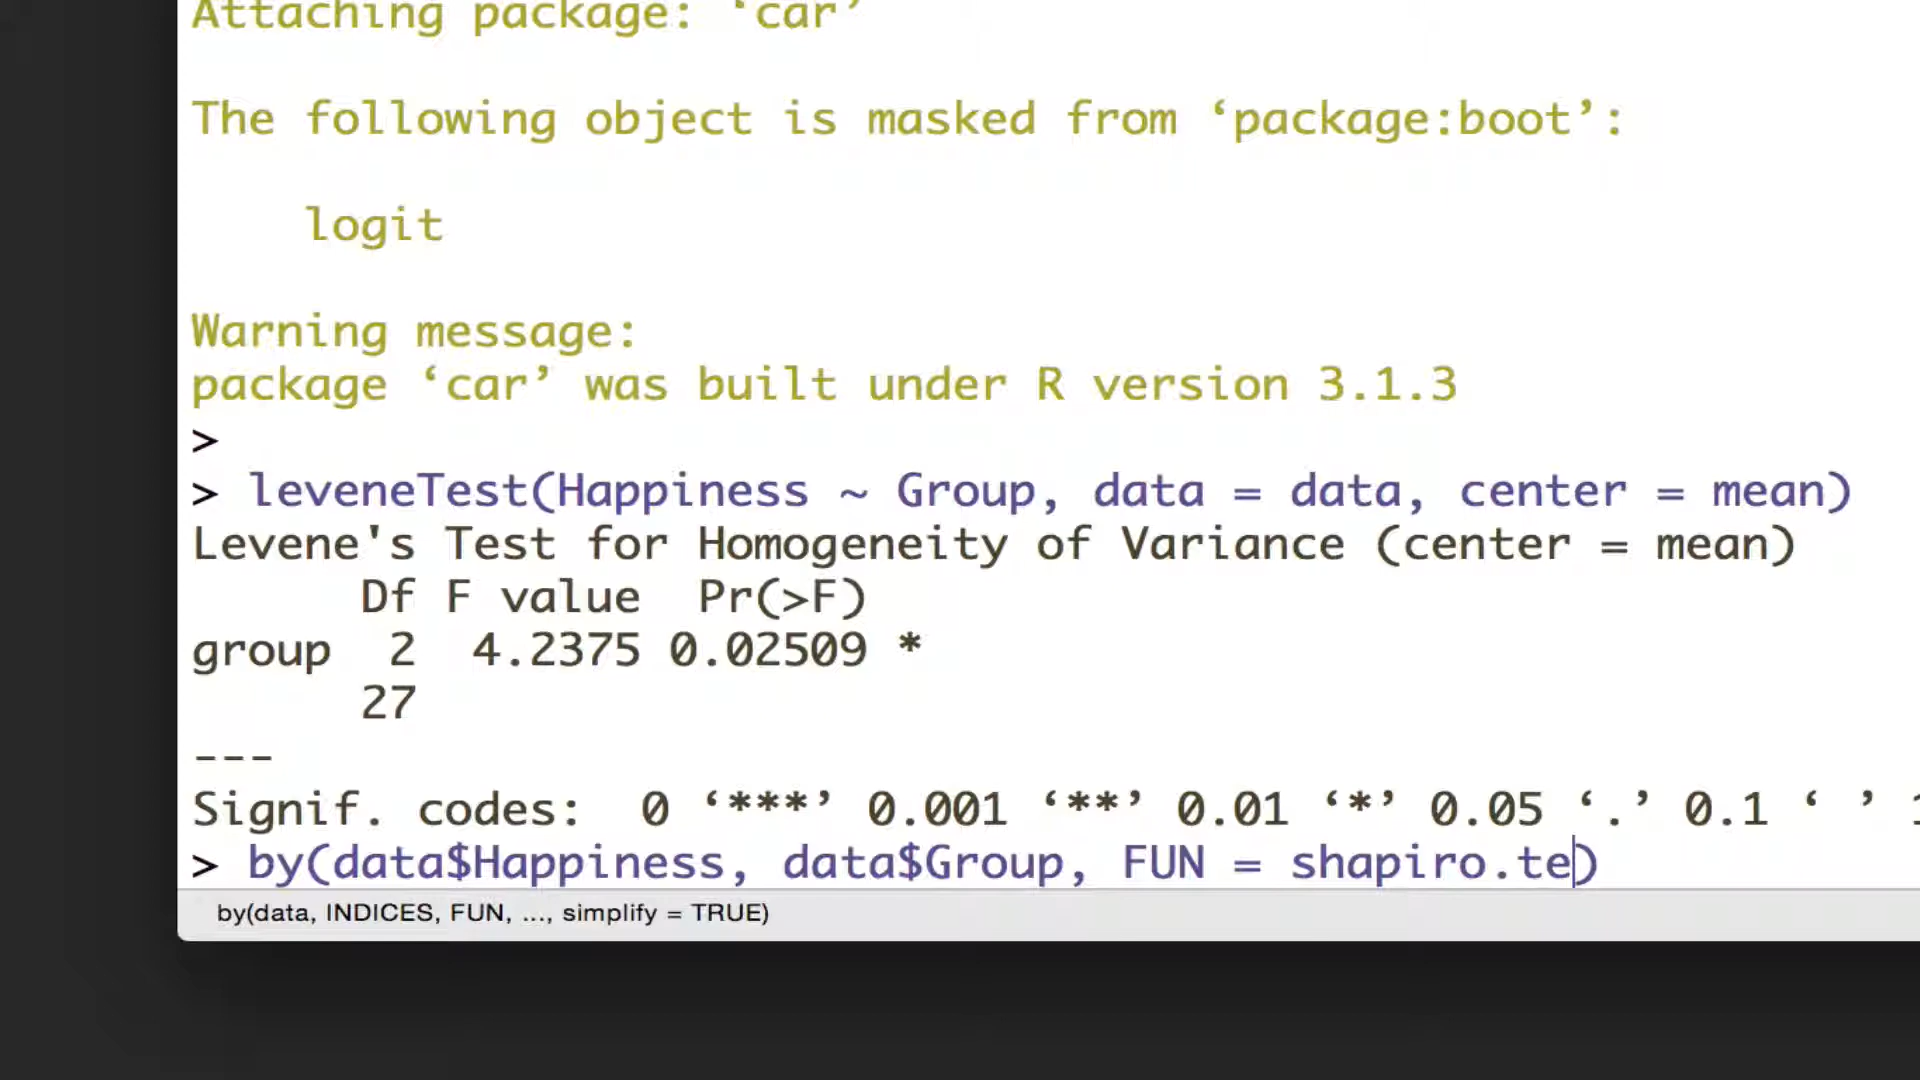 Attaching package: ‘car’
The following object is masked from ‘package:boot’:
logit
Warning message:
package ‘car’ was built under R version 3.1.3
>
> leveneTest(Happiness ~ Group, data = data, center = mean)
Levene's Test for Homogeneity of Variance (center = mean)
Df F value Pr(>F)
group 2 4.2375 0.02509 *
27
---
Signif. codes: 0 ‘***’ 0.001 ‘**’ 0.01 ‘*’ 0.05 ‘.’ 0.1 ‘ ’ 1
> by(data$Happiness, data$Group, FUN = shapiro.te)
by(data, INDICES, FUN, ..., simplify = TRUE)